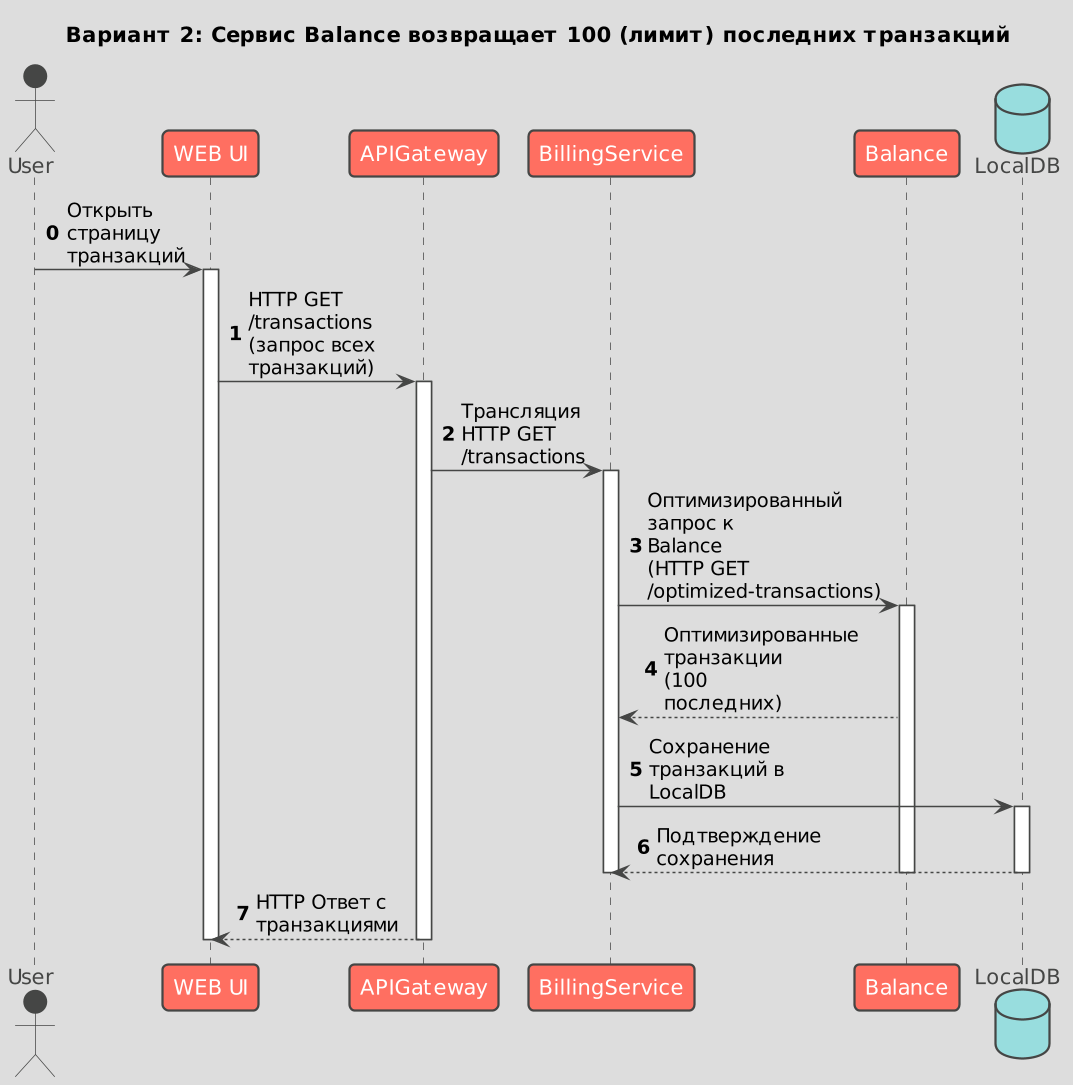 Вариант 2: Сервис Balance возвращает 100 (лимит) последних транзакций
User
WEB UI
APIGateway
BillingService
Balance
LocalDB
0
Открыть
страницу
транзакций
1
HTTP GET
/transactions
(запрос всех
транзакций)
2
Трансляция
HTTP GET
/transactions
3
Оптимизированный
запрос к
Balance
(HTTP GET
/optimized-transactions)
4
Оптимизированные
транзакции
(100
последних)
5
Сохранение
транзакций в
LocalDB
6
Подтверждение
сохранения
7
HTTP Ответ с
транзакциями
User
WEB UI
APIGateway
BillingService
Balance
LocalDB